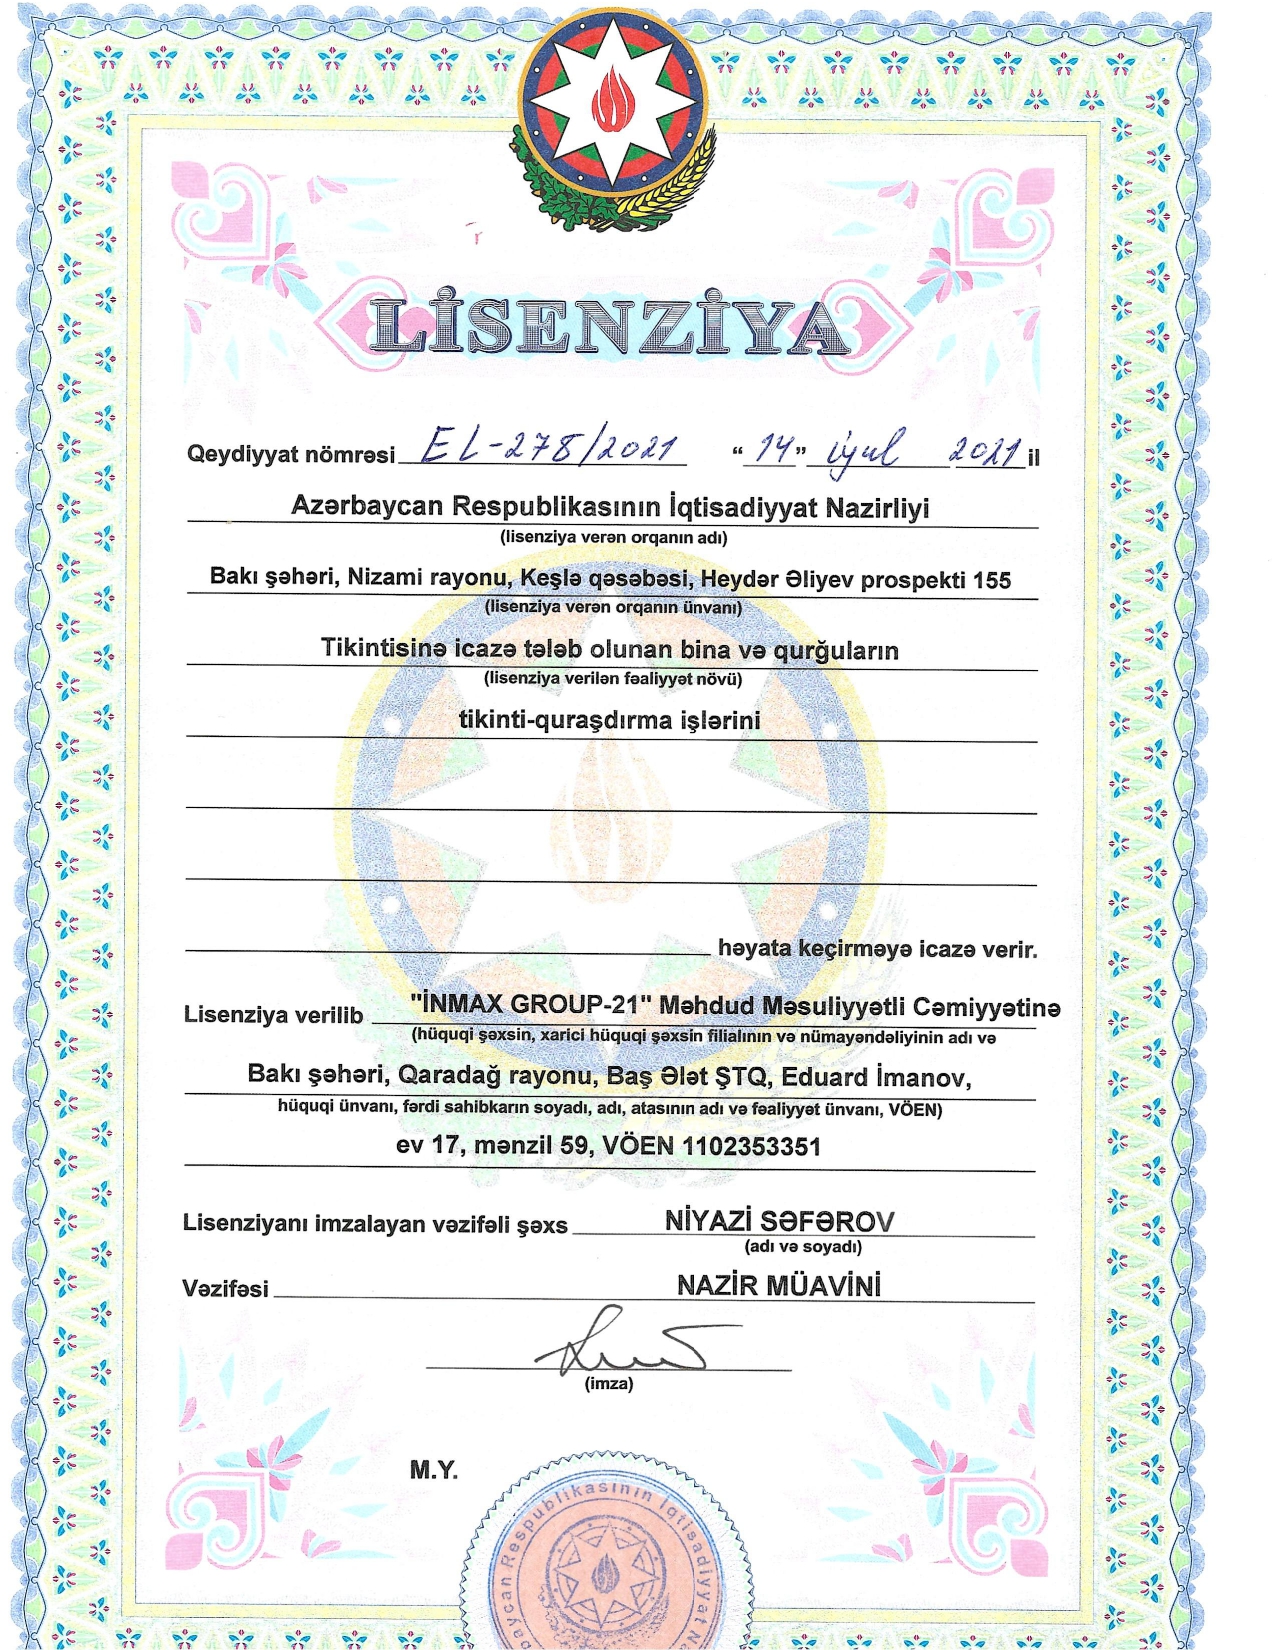 LİSENZİYA
Qeydiyyat nömrəsi EL-278/2021 “14” iyul 2021 il
Azərbaycan Respublikasının İqtisadiyyat Nazirliyi
(lisenziya verən orqanın adı)
Bakı şəhəri, Nizami rayonu, Keşlə qəsəbəsi, Heydər Əliyev prospekti 155
(lisenziya verən orqanın ünvanı)
Tikintisinə icazə tələb olunan bina və qurğuların
(lisenziya verilən fəaliyyət növü)
tikinti-quraşdırma işlərini
həyata keçirməyə icazə verir.
Lisenziya verilib "İNMAX GROUP-21" Məhdud Məsuliyyətli Cəmiyyətinə
(hüquqi şəxsin, xarici hüquqi şəxsin filialının və nümayəndəliyinin adı və
Bakı şəhəri, Qaradağ rayonu, Baş Ələt ŞTQ, Eduard İmanov,
hüquqi ünvanı, fərdi sahibkarın soyadı, adı, atasının adı və fəaliyyət ünvanı, VÖEN)
ev 17, mənzil 59, VÖEN 1102353351
Lisenziyanı imzalayan vəzifəli şəxs NİYAZİ SƏFƏROV
(adı və soyadı)
Vəzifəsi NAZİR MÜAVİNİ
(imza)
M.Y.
baycan Respublikasının İqtisadiyyat Na